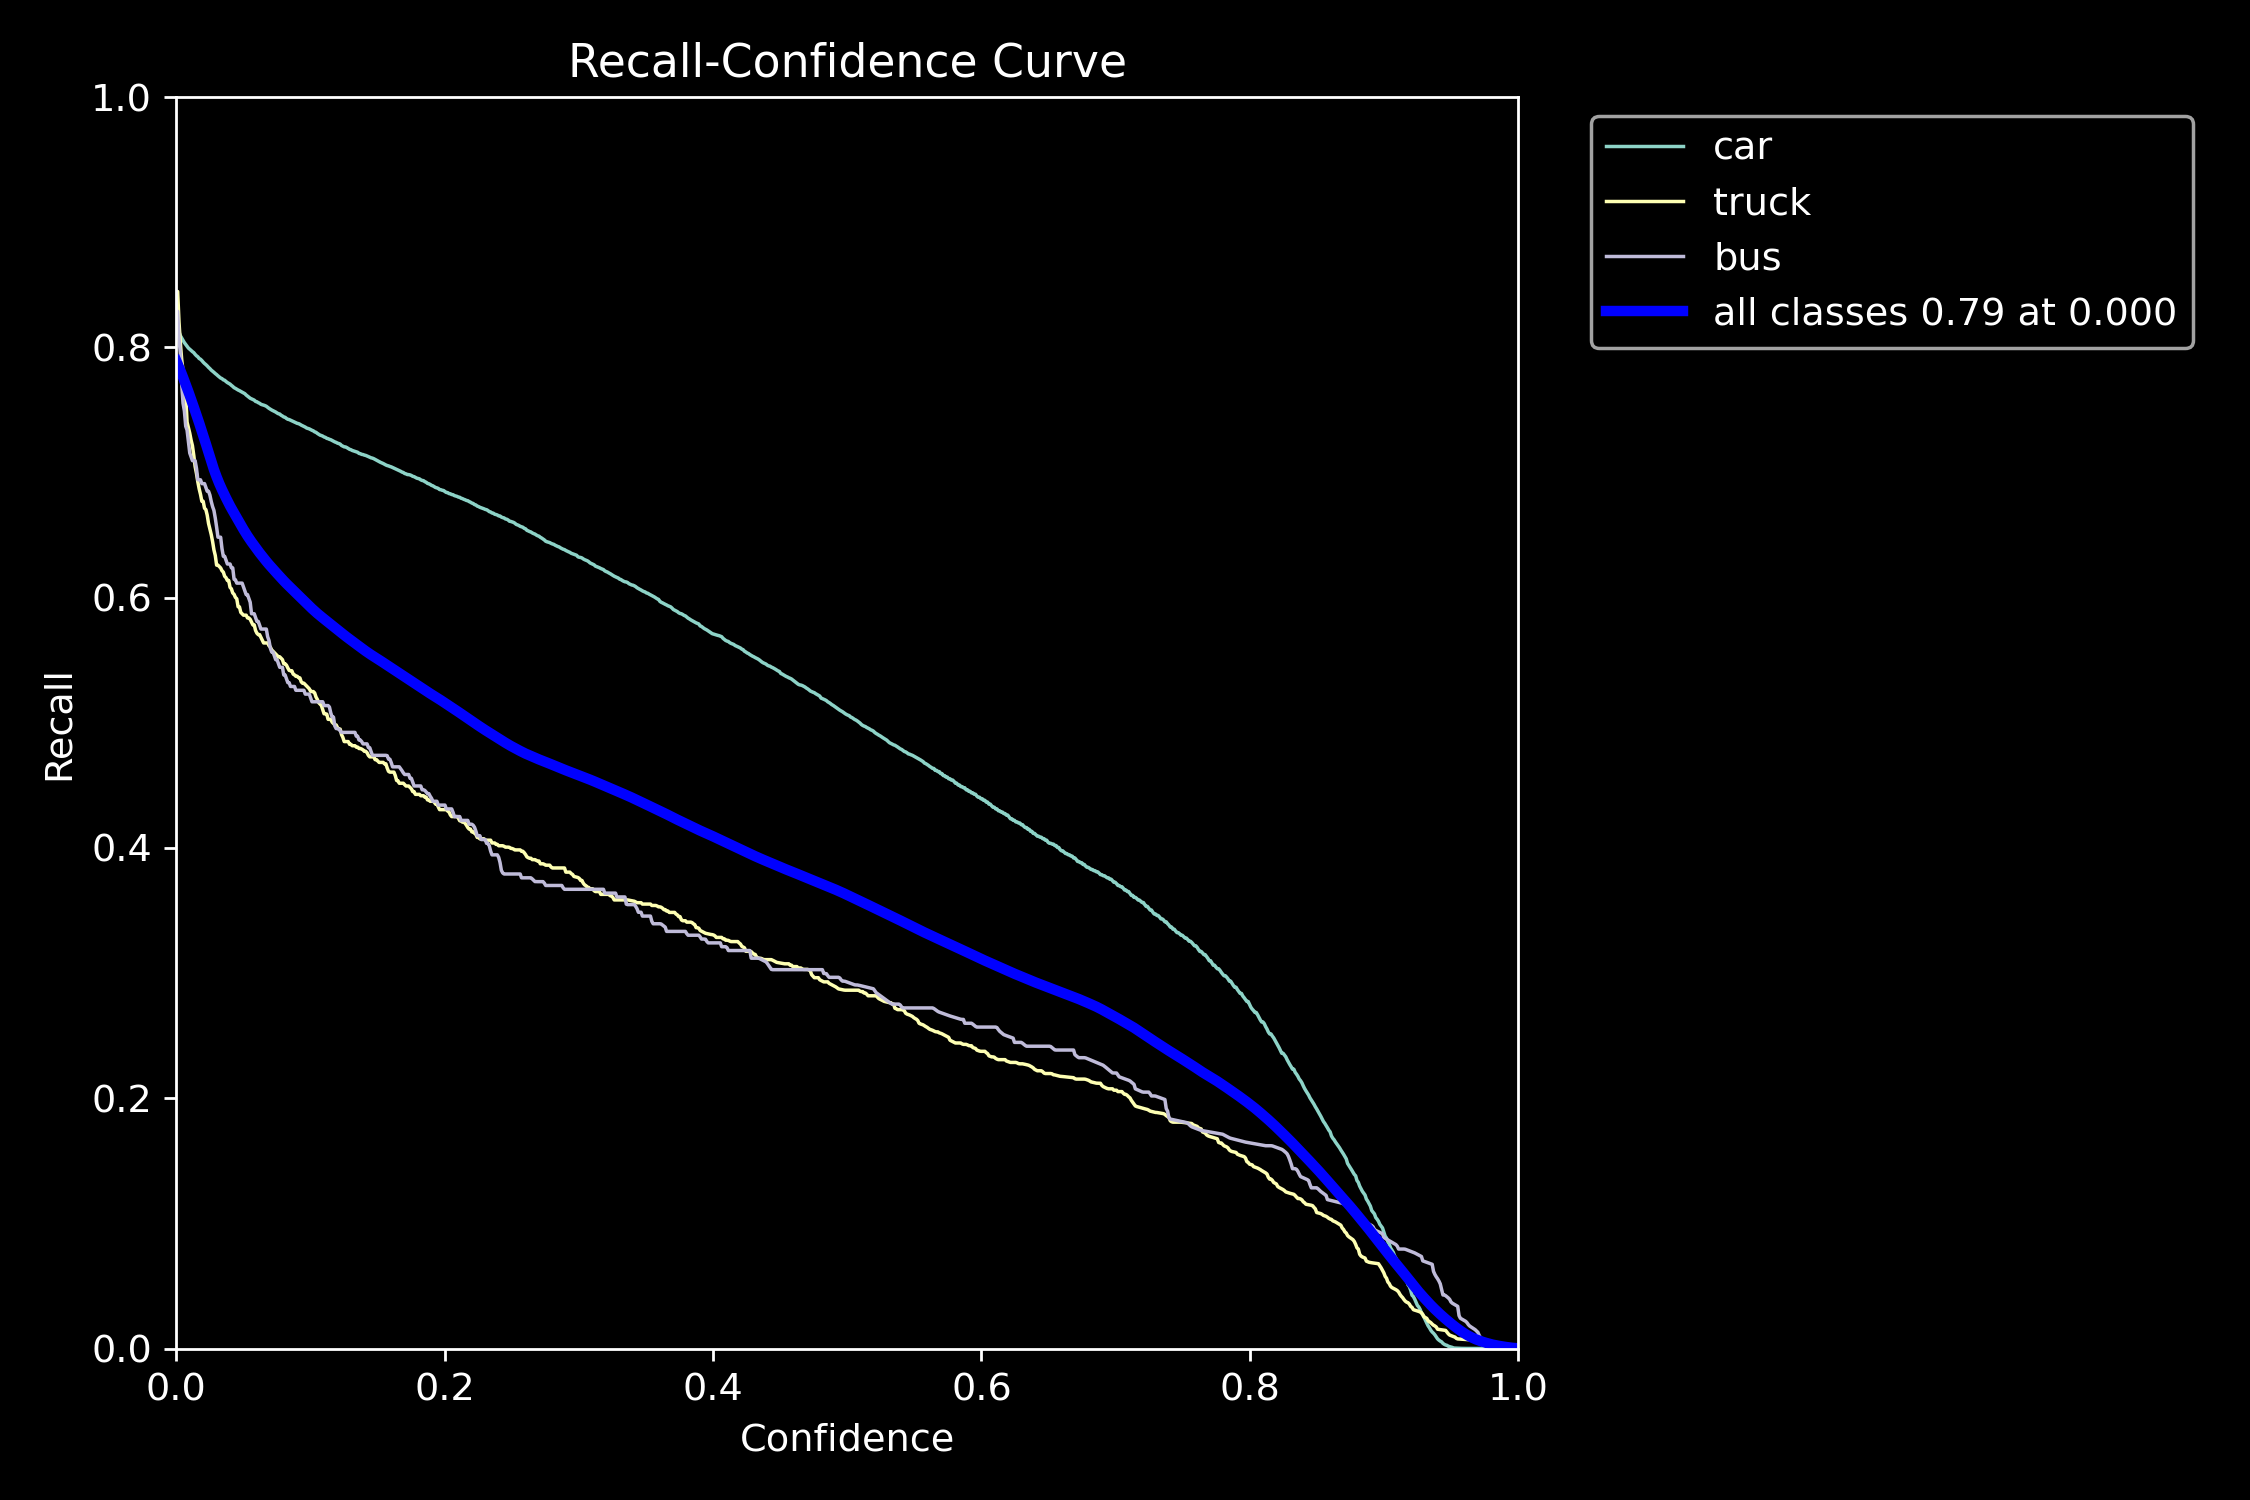 Recall-Confidence Curve
1.0
0.8
0.6
0.4
0.2
0.0
Recall
0.0 0.2 0.4 0.6 0.8 1.0
Confidence
car
truck
bus
all classes 0.79 at 0.000